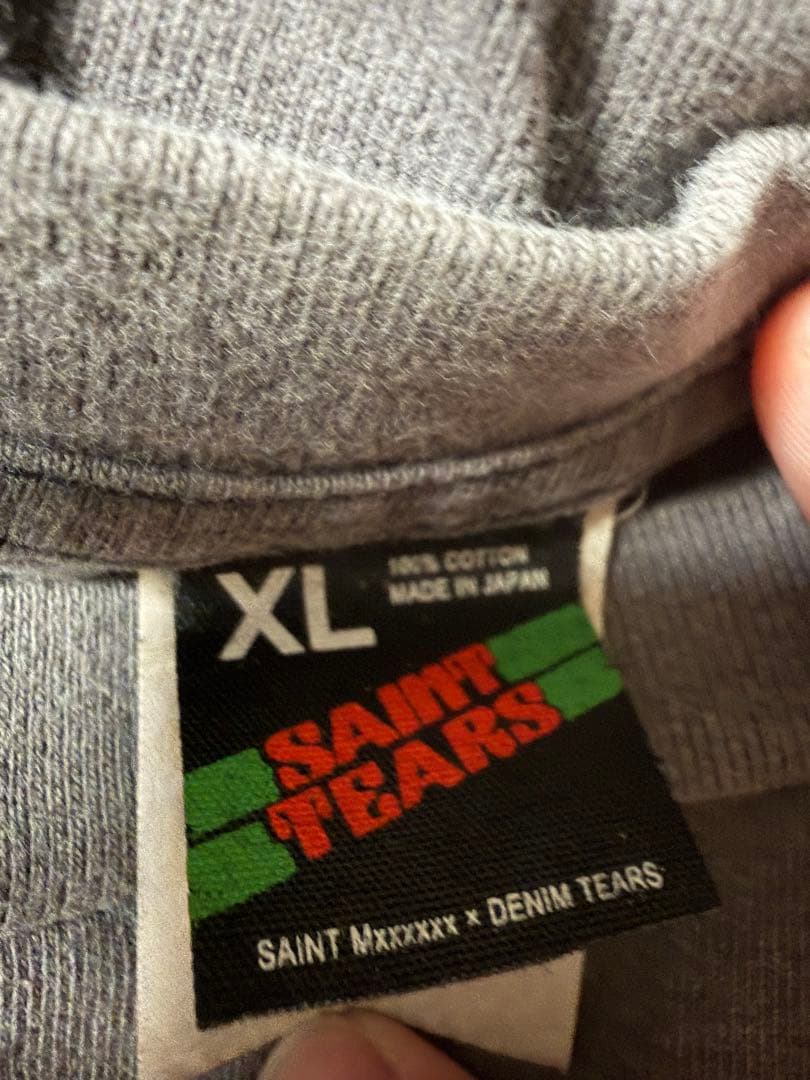 XL
100% COTTON
MADE IN JAPAN
SAINT
TEARS
SAINT Mxxxxxx × DENIM TEARS